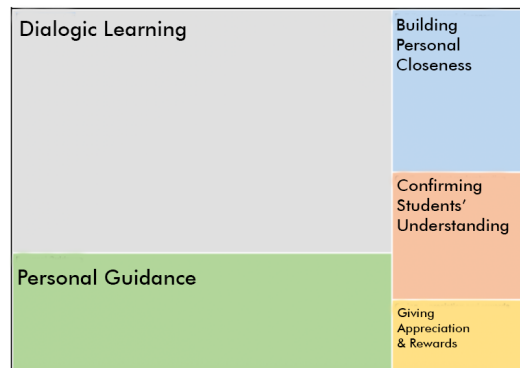 Dialogic Learning
Personal Guidance
Building
Personal
Closeness
Confirming
Students'
Understanding
Giving
Appreciation
& Rewards